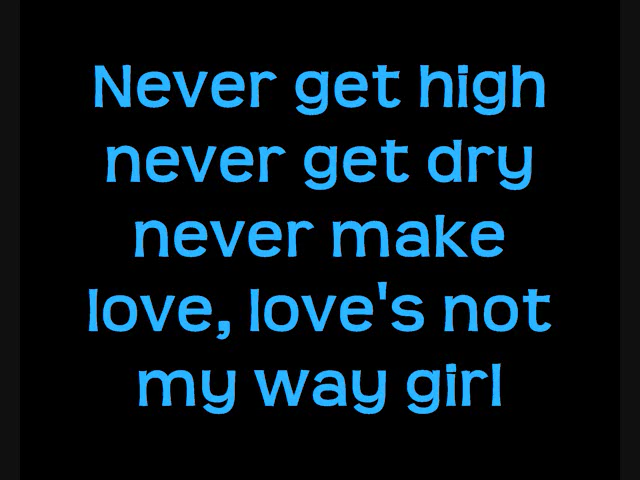 Never get high
never get dry
never make
love, love's not
my way girl